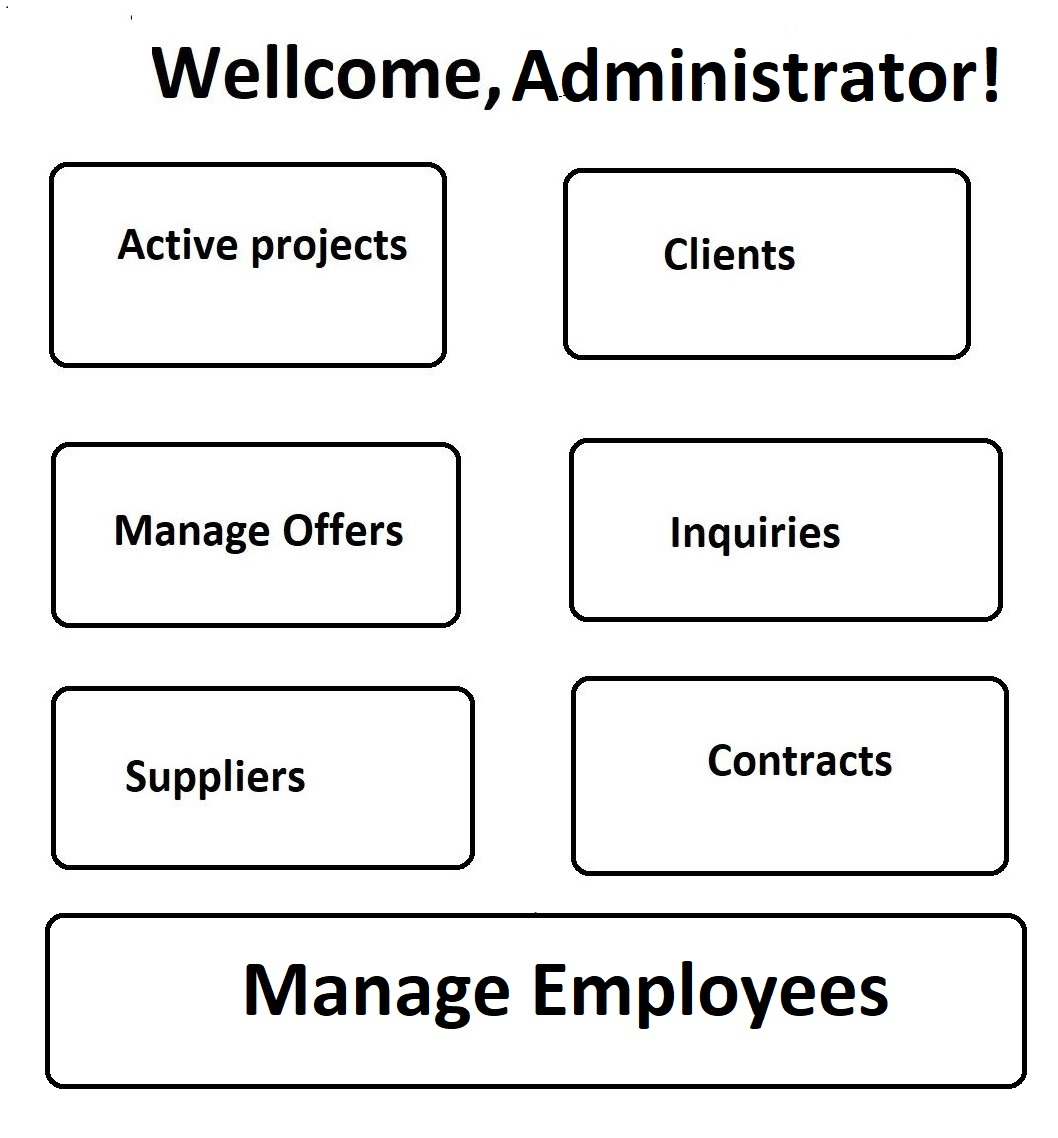 Wellcome, Administrator!
Active projects
Clients
Manage Offers
Inquiries
Suppliers
Contracts
Manage Employees